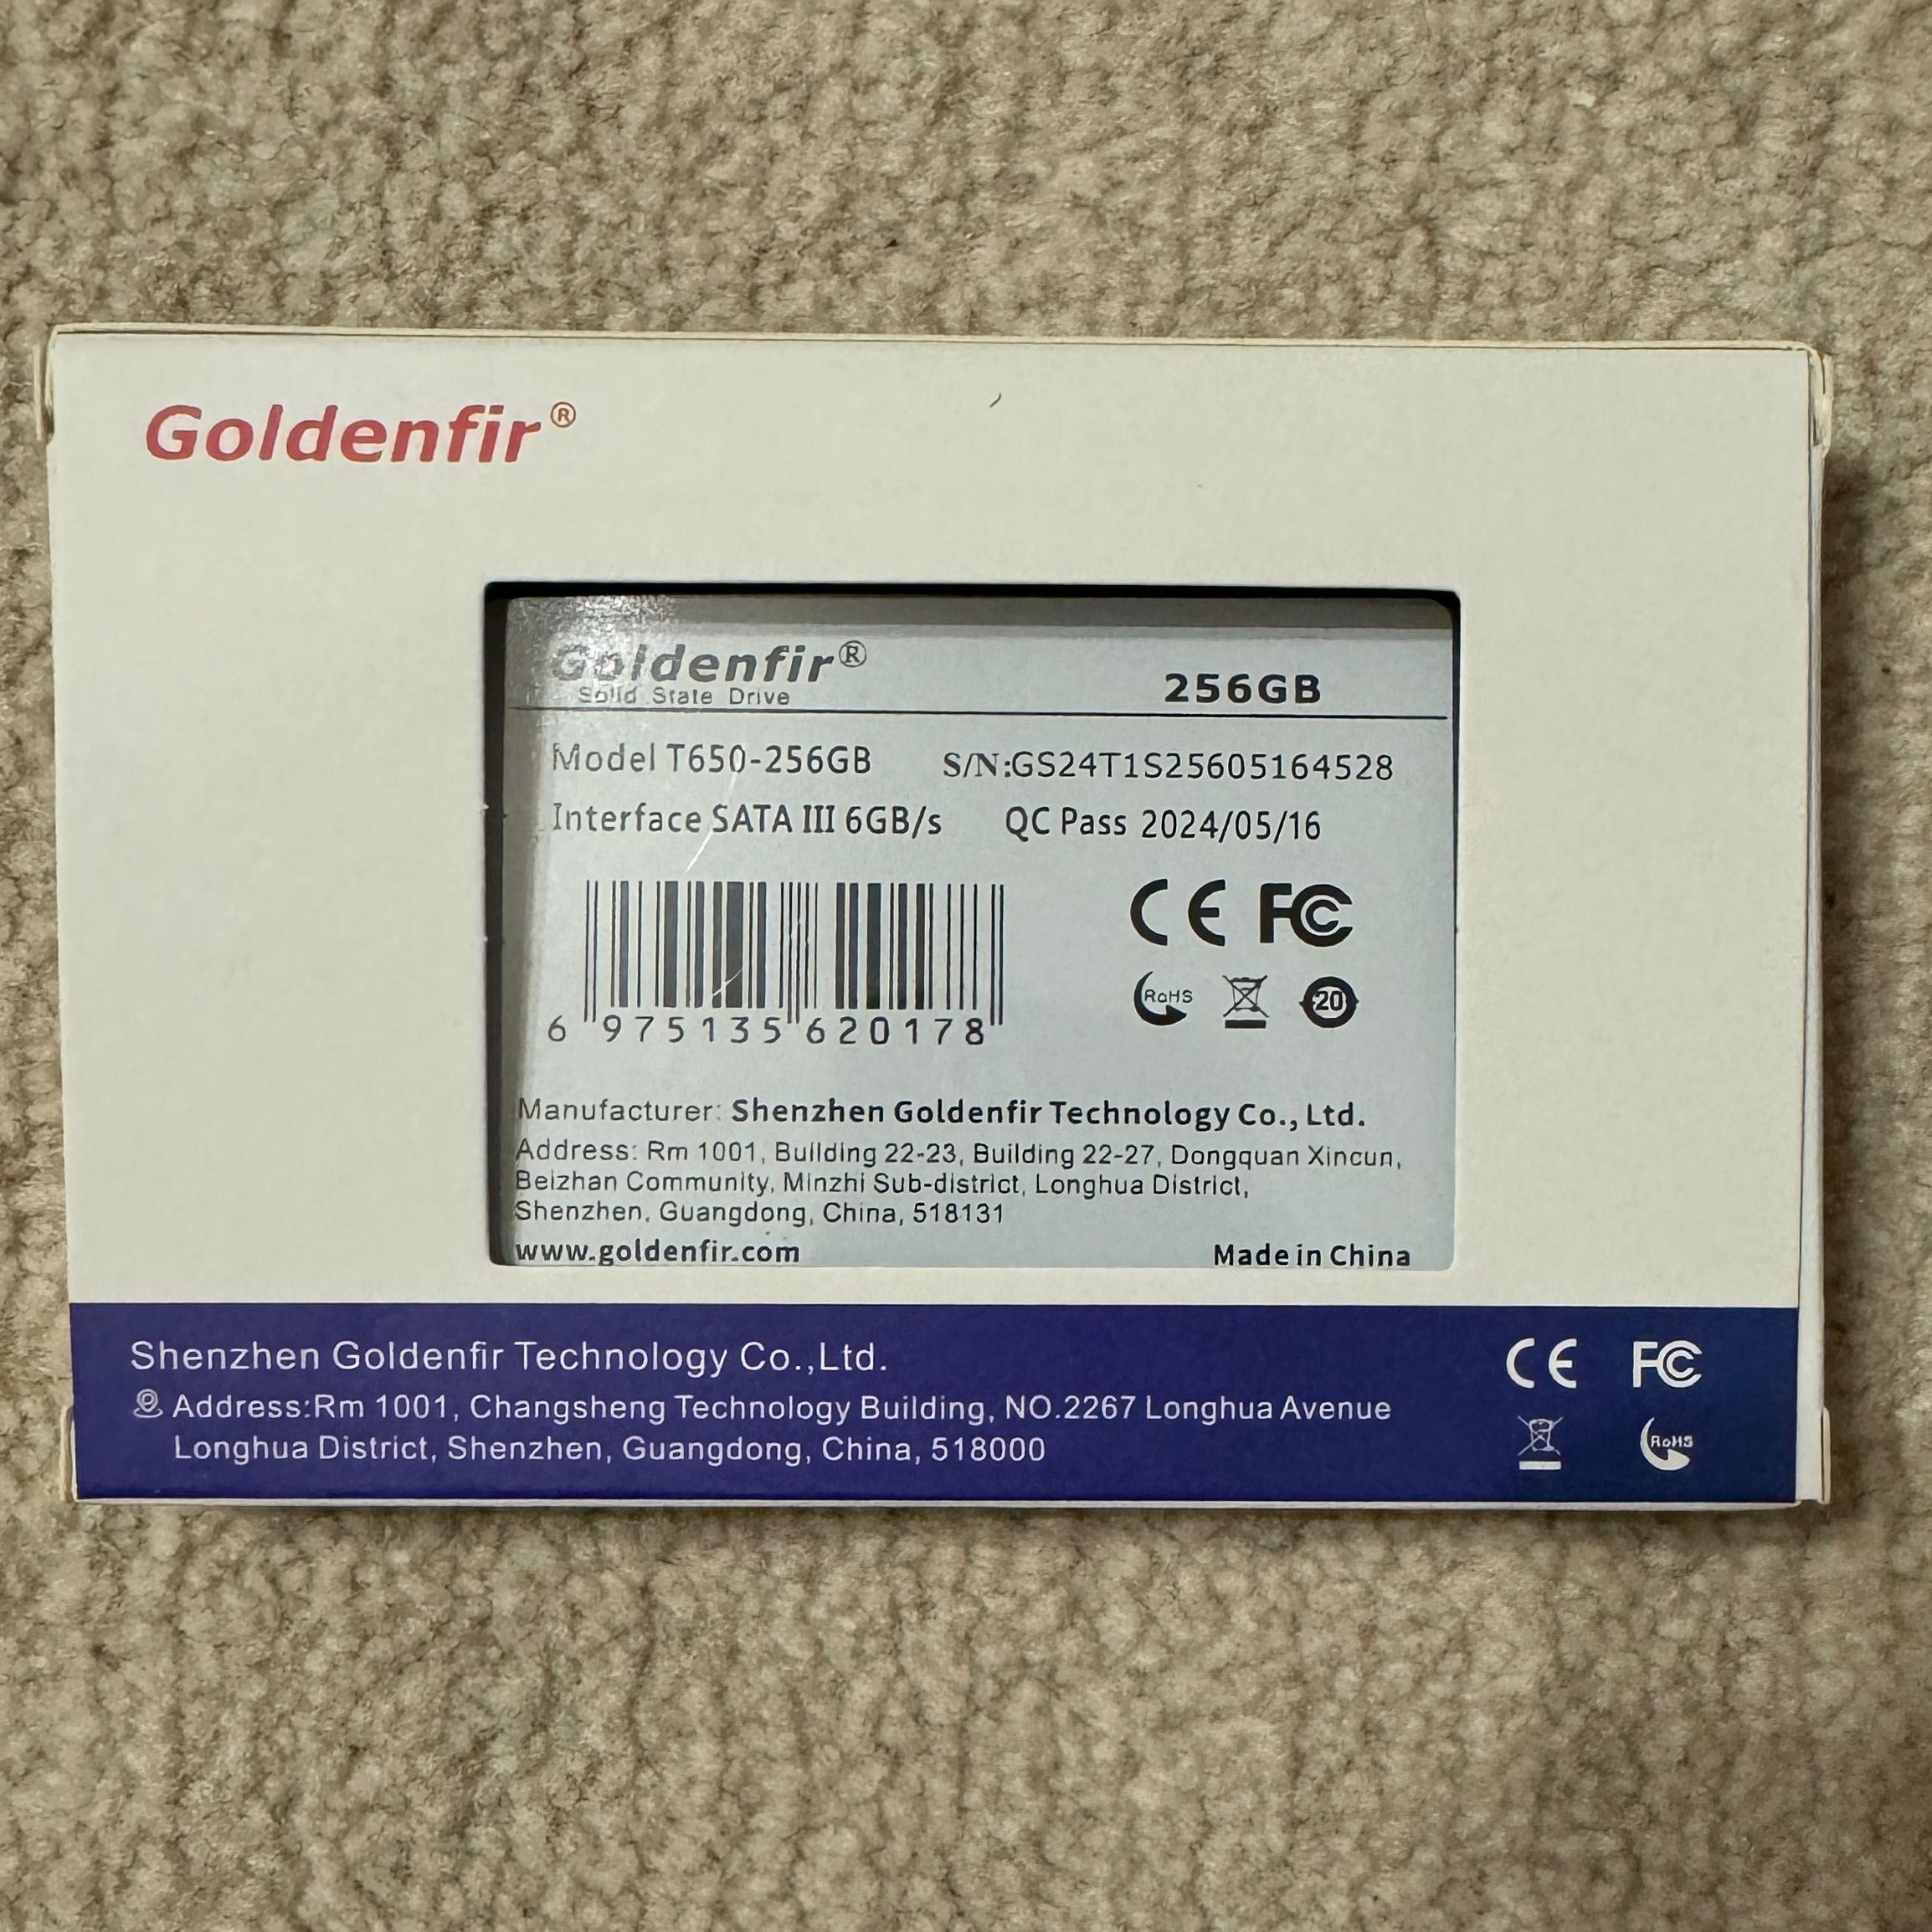 Goldenfir®
Goldenfir®
Solid State Drive
256GB
Model T650-256GB S/N:GS24T1S25605164528
Interface SATA III 6GB/s QC Pass 2024/05/16
CE FC
RoHS 20
6 975135 620178
Manufacturer: Shenzhen Goldenfir Technology Co., Ltd.
Address: Rm 1001, Building 22-23, Building 22-27, Dongquan Xincun,
Beizhan Community, Minzhi Sub-district, Longhua District,
Shenzhen, Guangdong, China, 518131
www.goldenfir.com Made in China
Shenzhen Goldenfir Technology Co.,Ltd.
Address:Rm 1001, Changsheng Technology Building, NO.2267 Longhua Avenue
Longhua District, Shenzhen, Guangdong, China, 518000
CE FC
RoHS